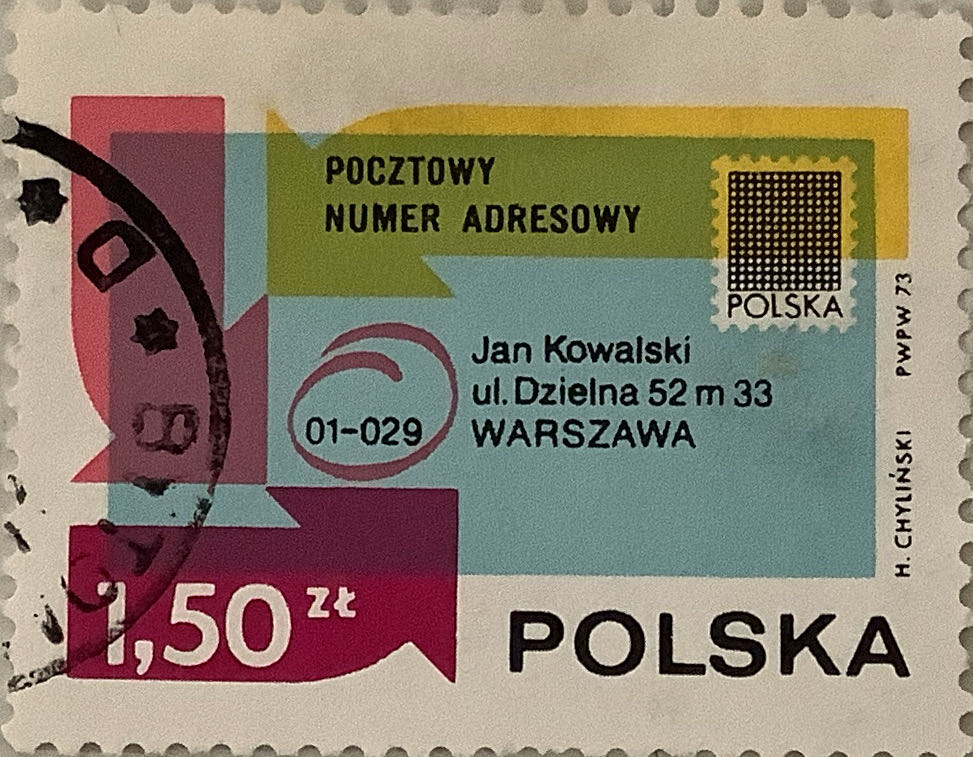 POCZTOWY
NUMER ADRESOWY
POLSKA
Jan Kowalski
ul. Dzielna 52 m 33
01-029 WARSZAWA
1,50 zł
POLSKA
H. CHYLIŃSKI PWPW 73